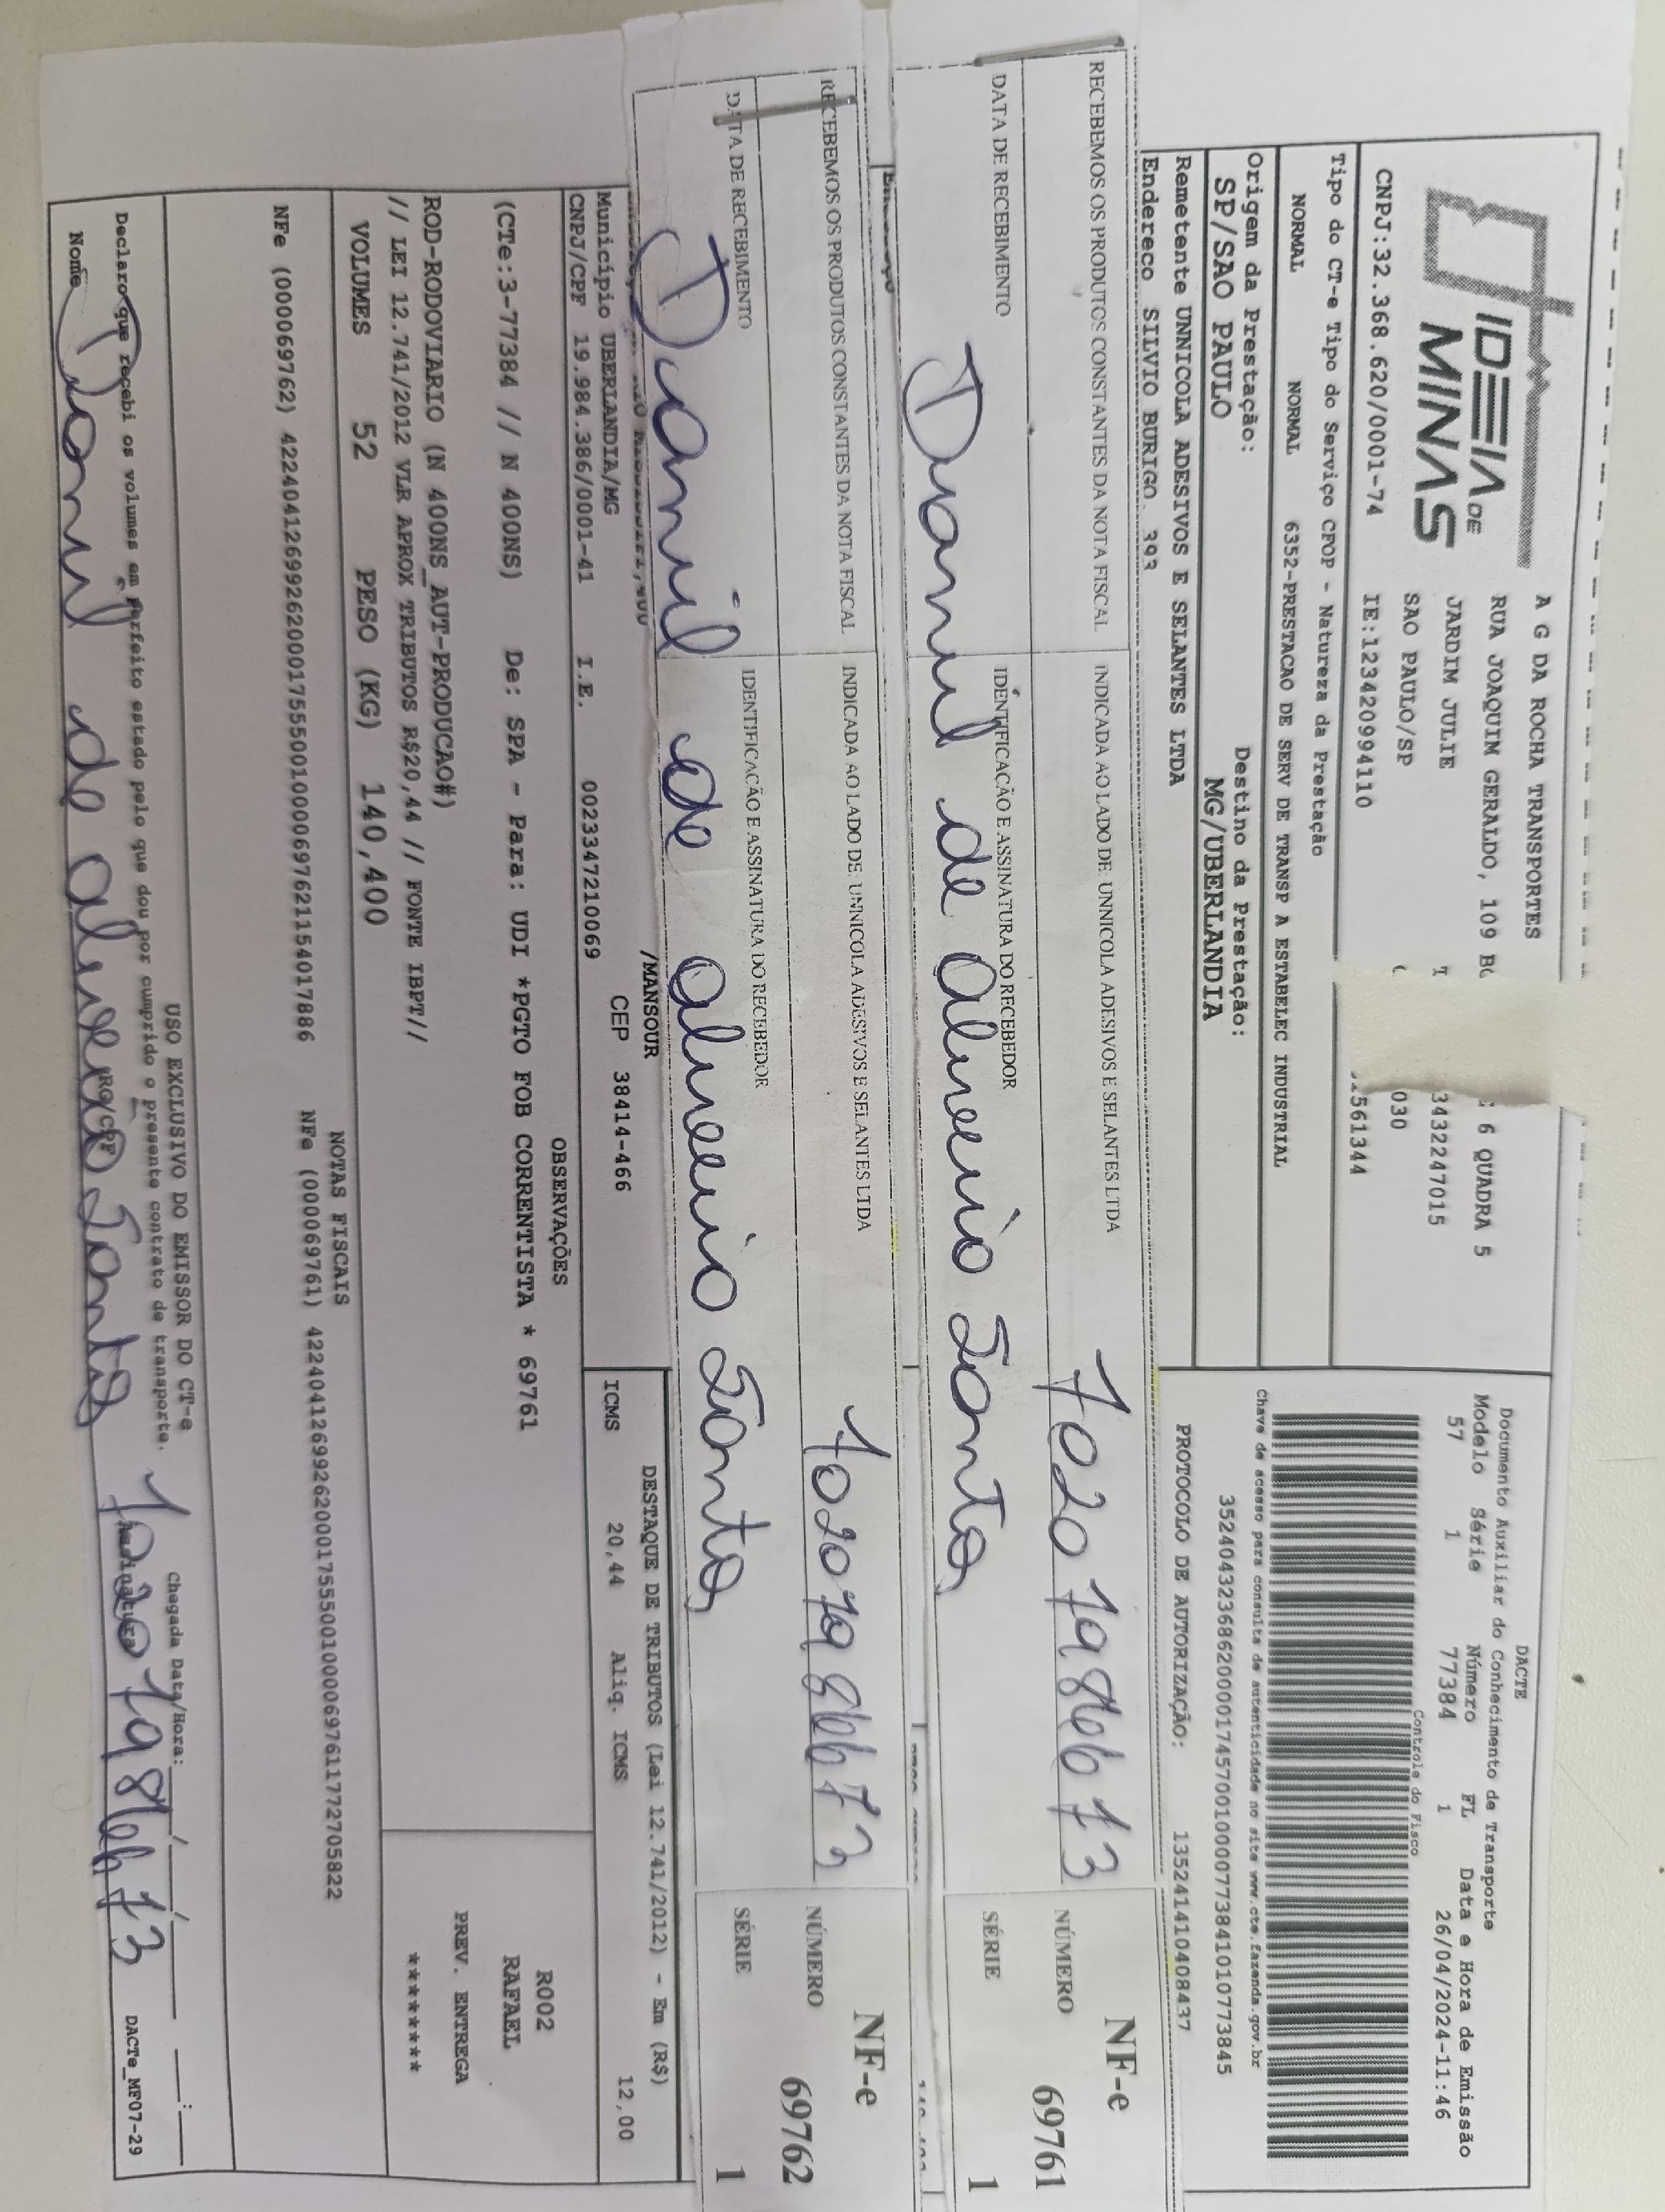 IDEIA DE
MINAS
A G DA ROCHA TRANSPORTES
RUA JOAQUIM GERALDO, 109 6 QUADRA 5
JARDIM JULIE 3432247015
SAO PAULO/SP 030
CNPJ:32.368.620/0001-74 IE:123420994110 561344
DACTE
Documento Auxiliar do Conhecimento de Transporte
Modelo Série Número FL Data e Hora de Emissão
57 1 77384 1 26/04/2024-11:46
Controle do Fisco
Tipo do CT-e Tipo do Serviço CFOP - Natureza da Prestação
NORMAL NORMAL 6352-PRESTACAO DE SERV DE TRANSP A ESTABELEC INDUSTRIAL
Chave de acesso para consulta de autenticidade no site www.cte.fazenda.gov.br
35240432368620000174570010000773841010773845
Origem da Prestação: Destino da Prestação:
SP/SAO PAULO MG/UBERLANDIA
PROTOCOLO DE AUTORIZAÇÃO: 135241410408437
Remetente UNNICOLA ADESIVOS E SELANTES LTDA
Endereco SILVIO BURIGO 393
RECEBEMOS OS PRODUTOS CONSTANTES DA NOTA FISCAL INDICADA AO LADO DE: UNNICOLA ADESIVOS E SELANTES LTDA
7020198673
NF-e
NÚMERO 69761
SÉRIE 1
DATA DE RECEBIMENTO IDENTIFICAÇÃO E ASSINATURA DO RECEBEDOR
Danil de almeido Santos
RECEBEMOS OS PRODUTOS CONSTANTES DA NOTA FISCAL INDICADA AO LADO DE: UNNICOLA ADESIVOS E SELANTES LTDA
NF-e
NÚMERO 69762
SÉRIE 1
DATA DE RECEBIMENTO IDENTIFICAÇÃO E ASSINATURA DO RECEBEDOR
Danil de almeido Santos
/MANSOUR
Município UBERLANDIA/MG CEP 38414-466
CNPJ/CPF 19.984.386/0001-41 I.E. 0023347210069
DESTAQUE DE TRIBUTOS (Lei 12.741/2012) - Em (R$)
ICMS 20,44 Aliq. ICMS 12,00
OBSERVAÇÕES
(CTe:3-77384 // N 400NS) De: SPA - Para: UDI *PGTO FOB CORRENTISTA * 69761
R002
RAFAEL
ROD-RODOVIARIO (N 400NS_AUT-PRODUCAO#)
// LEI 12.741/2012 VLR APROX TRIBUTOS R$20,44 // FONTE IBPT//
PREV. ENTREGA
********
VOLUMES 52 PESO (KG) 140,400
NOTAS FISCAIS
NFe (000069762) 42240412699262000175550010000697621154017886 NFe (000069761) 42240412699262000175550010000697611772705822
USO EXCLUSIVO DO EMISSOR DO CT-e
Declaro que recebi os volumes em perfeito estado pelo que dou por cumprido o presente contrato de transporte.
Chegada Data/Hora: ___/___/___ __:__
Nome RG/CPF Assinatura
Danil de almeido Santos
DACTe_MF07-29